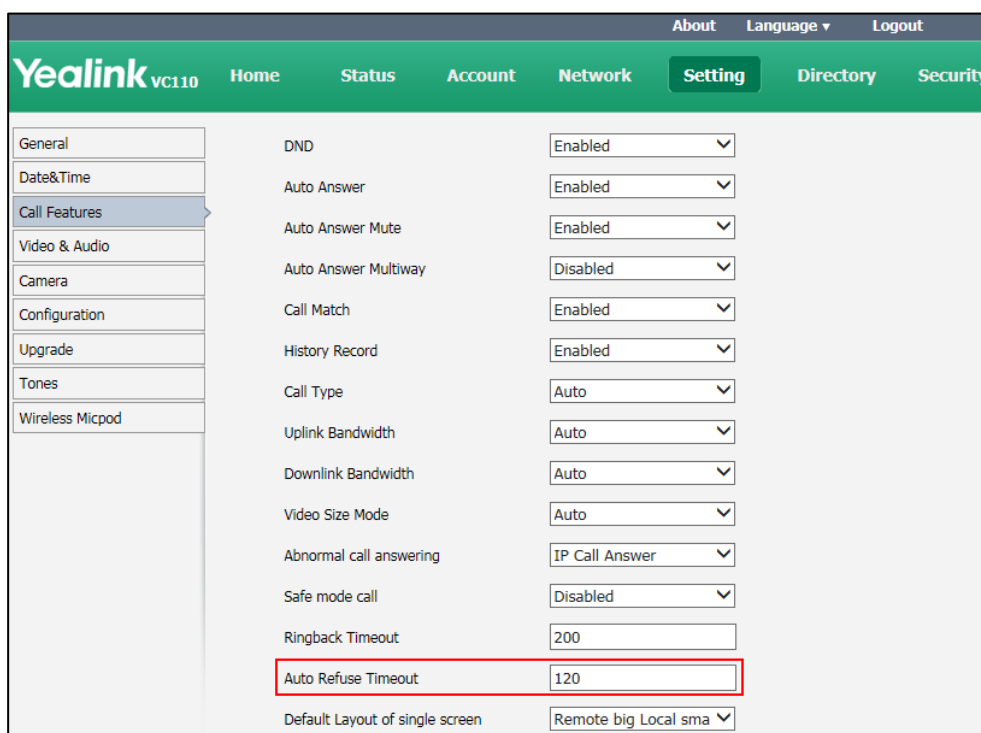 About Language ▾ Logout
Yealink VC110 Home Status Account Network Setting Directory Security
General
Date&Time
Call Features
Video & Audio
Camera
Configuration
Upgrade
Tones
Wireless Micpod
DND Enabled
Auto Answer Enabled
Auto Answer Mute Enabled
Auto Answer Multiway Disabled
Call Match Enabled
History Record Enabled
Call Type Auto
Uplink Bandwidth Auto
Downlink Bandwidth Auto
Video Size Mode Auto
Abnormal call answering IP Call Answer
Safe mode call Disabled
Ringback Timeout 200
Auto Refuse Timeout 120
Default Layout of single screen Remote big Local sma